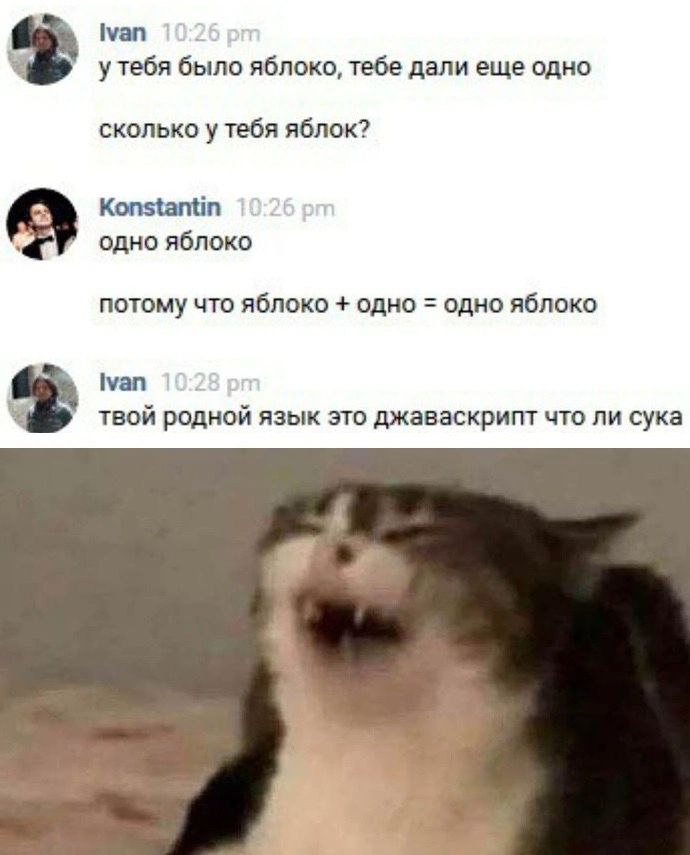 Ivan 10:26 pm
у тебя было яблоко, тебе дали еще одно
сколько у тебя яблок?
Konstantin 10:26 pm
одно яблоко
потому что яблоко + одно = одно яблоко
Ivan 10:28 pm
твой родной язык это джаваскрипт что ли сука